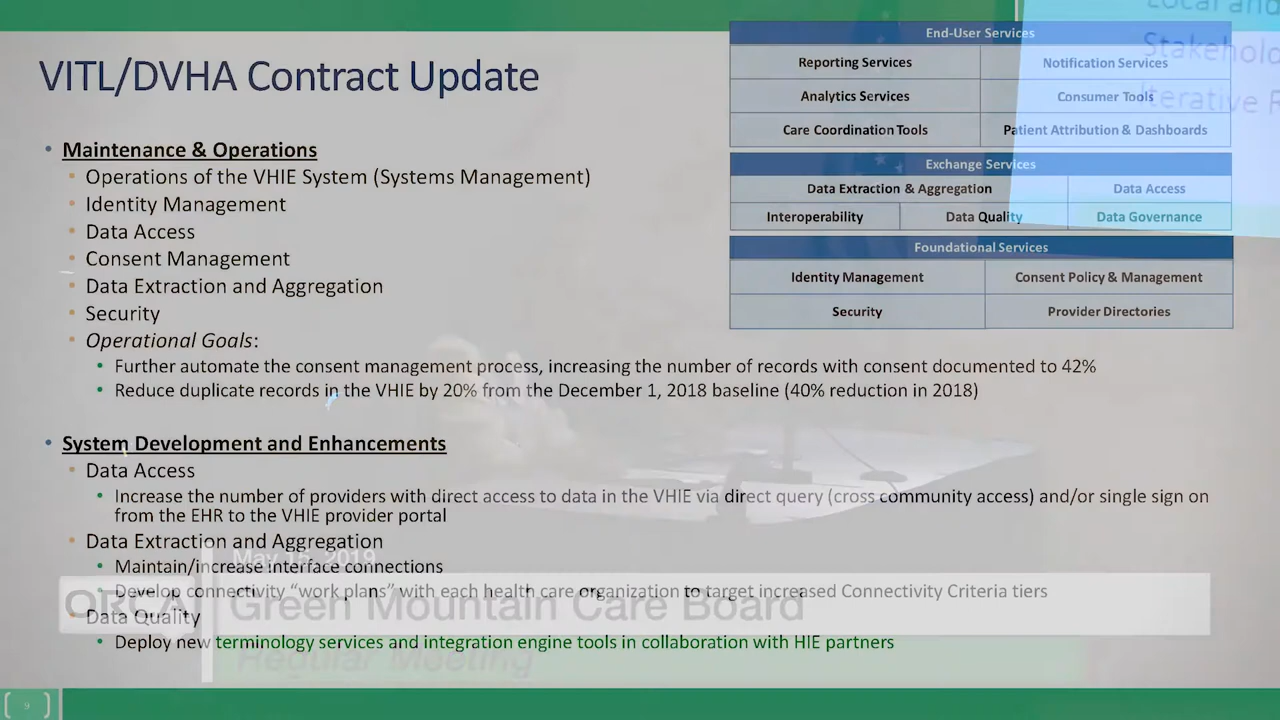 VITL/DVHA Contract Update
• Maintenance & Operations
• Operations of the VHIE System (Systems Management)
• Identity Management
• Data Access
• Consent Management
• Data Extraction and Aggregation
• Security
• Operational Goals:
• Further automate the consent management process, increasing the number of records with consent documented to 42%
• Reduce duplicate records in the VHIE by 20% from the December 1, 2018 baseline (40% reduction in 2018)
• System Development and Enhancements
• Data Access
• Increase the number of providers with direct access to data in the VHIE via direct query (cross community access) and/or single sign on
from the EHR to the VHIE provider portal
• Data Extraction and Aggregation
• Maintain/increase interface connections
• Develop connectivity “work plans” with each health care organization to target increased Connectivity Criteria tiers
• Data Quality
• Deploy new terminology services and integration engine tools in collaboration with HIE partners
End-User Services
Reporting Services Notification Services
Analytics Services Consumer Tools
Care Coordination Tools Patient Attribution & Dashboards
Exchange Services
Data Extraction & Aggregation Data Access
Interoperability Data Quality Data Governance
Foundational Services
Identity Management Consent Policy & Management
Security Provider Directories
Local and
Iterative R
May 15, 2019
ORCA
Green Mountain Care Board
Regular Meeting
9